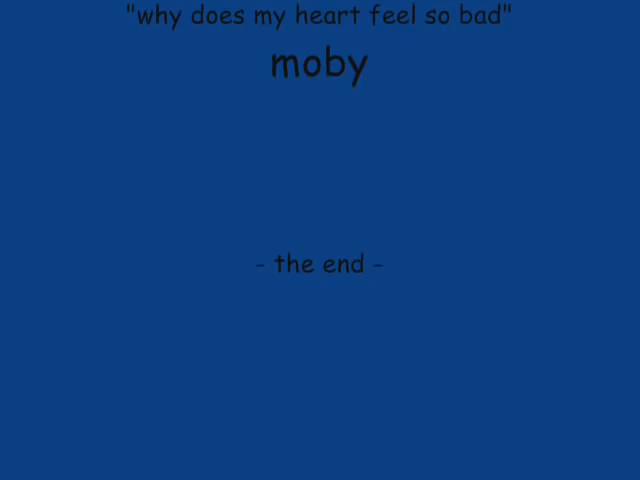 "why does my heart feel so bad"
moby
- the end -